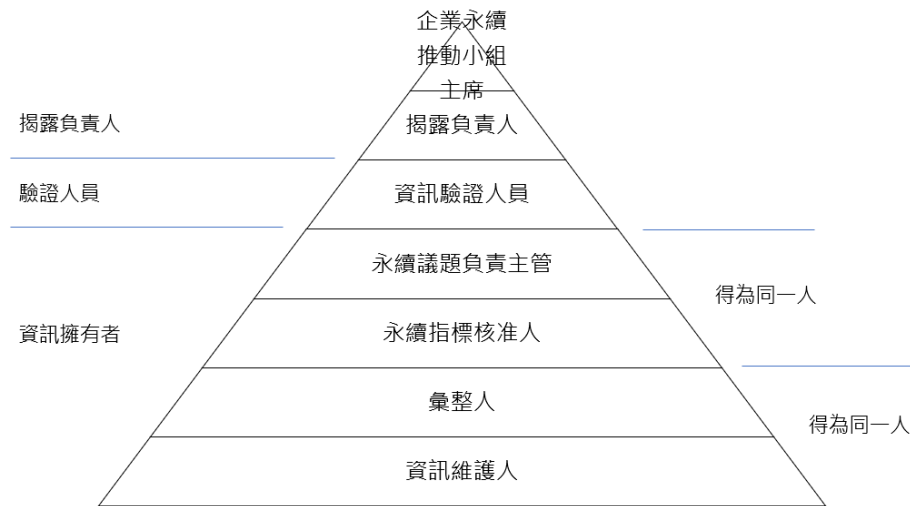 企業永續
推動小組
主席
揭露負責人
揭露負責人
驗證人員
資訊驗證人員
永續議題負責主管
得為同一人
資訊擁有者
永續指標核准人
彙整人
得為同一人
資訊維護人